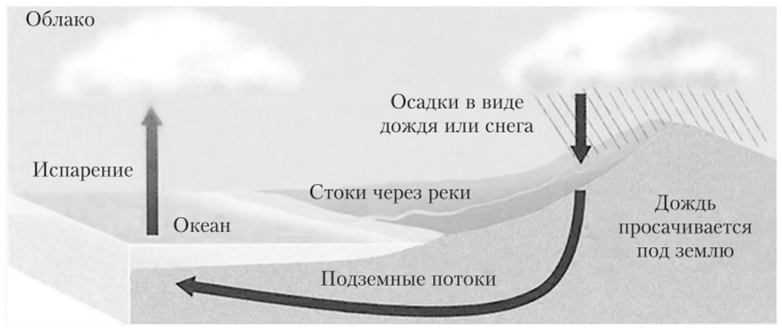 Облако
Осадки в виде
дождя или снега
Испарение
Стоки через реки
Океан
Дождь
просачивается
под землю
Подземные потоки